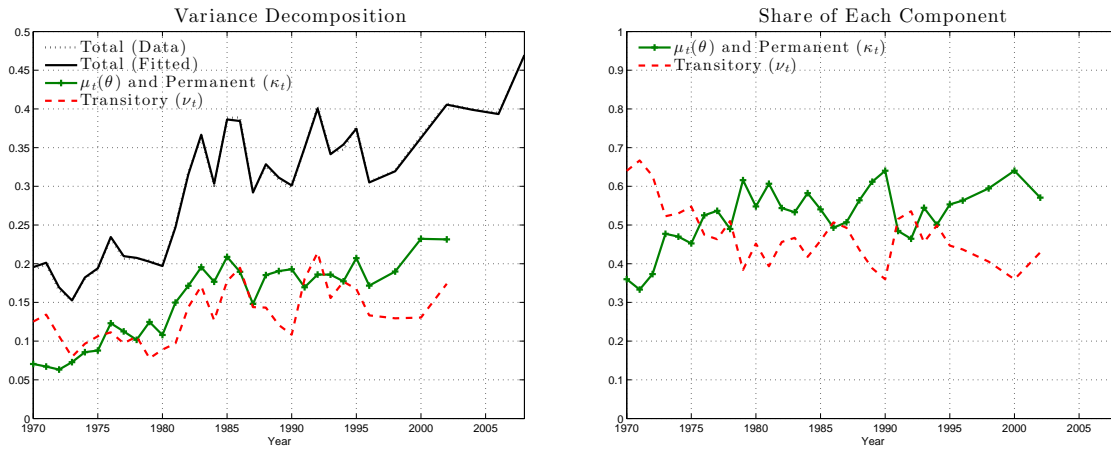 Variance Decomposition
0.5
0.45
0.4
0.35
0.3
0.25
0.2
0.15
0.1
0.05
0
Total (Data)
Total (Fitted)
μt(θ) and Permanent (κt)
Transitory (νt)
1970 1975 1980 1985 1990 1995 2000 2005
Year
Share of Each Component
1
0.9
0.8
0.7
0.6
0.5
0.4
0.3
0.2
0.1
0
μt(θ) and Permanent (κt)
Transitory (νt)
1970 1975 1980 1985 1990 1995 2000 2005
Year